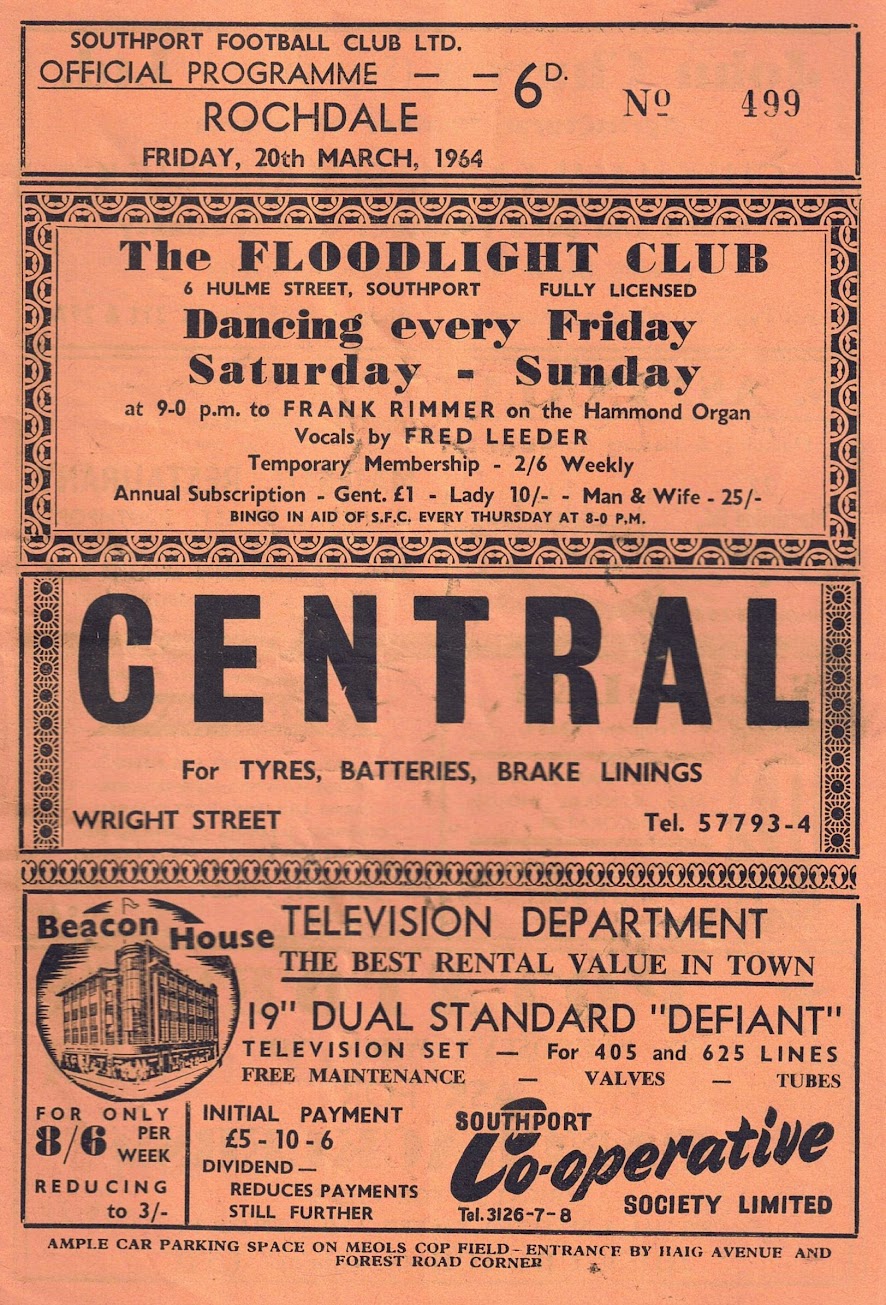 SOUTHPORT FOOTBALL CLUB LTD.
OFFICIAL PROGRAMME — — 6D.
Nº 499
ROCHDALE
FRIDAY, 20th MARCH, 1964
The FLOODLIGHT CLUB
6 HULME STREET, SOUTHPORT FULLY LICENSED
Dancing every Friday
Saturday - Sunday
at 9-0 p.m. to FRANK RIMMER on the Hammond Organ
Vocals by FRED LEEDER
Temporary Membership - 2/6 Weekly
Annual Subscription - Gent. £1 - Lady 10/- - Man & Wife - 25/-
BINGO IN AID OF S.F.C. EVERY THURSDAY AT 8-0 P.M.
CENTRAL
For TYRES, BATTERIES, BRAKE LININGS
WRIGHT STREET Tel. 57793-4
Beacon House
TELEVISION DEPARTMENT
THE BEST RENTAL VALUE IN TOWN
19" DUAL STANDARD "DEFIANT"
TELEVISION SET — For 405 and 625 LINES
FREE MAINTENANCE — VALVES — TUBES
FOR ONLY
8/6 PER WEEK
REDUCING
to 3/-
INITIAL PAYMENT
£5-10-6
DIVIDEND—
REDUCES PAYMENTS
STILL FURTHER
SOUTHPORT
Co-operative
SOCIETY LIMITED
Tel. 3126-7-8
AMPLE CAR PARKING SPACE ON MEOLS COP FIELD - ENTRANCE BY HAIG AVENUE AND
FOREST ROAD CORNER